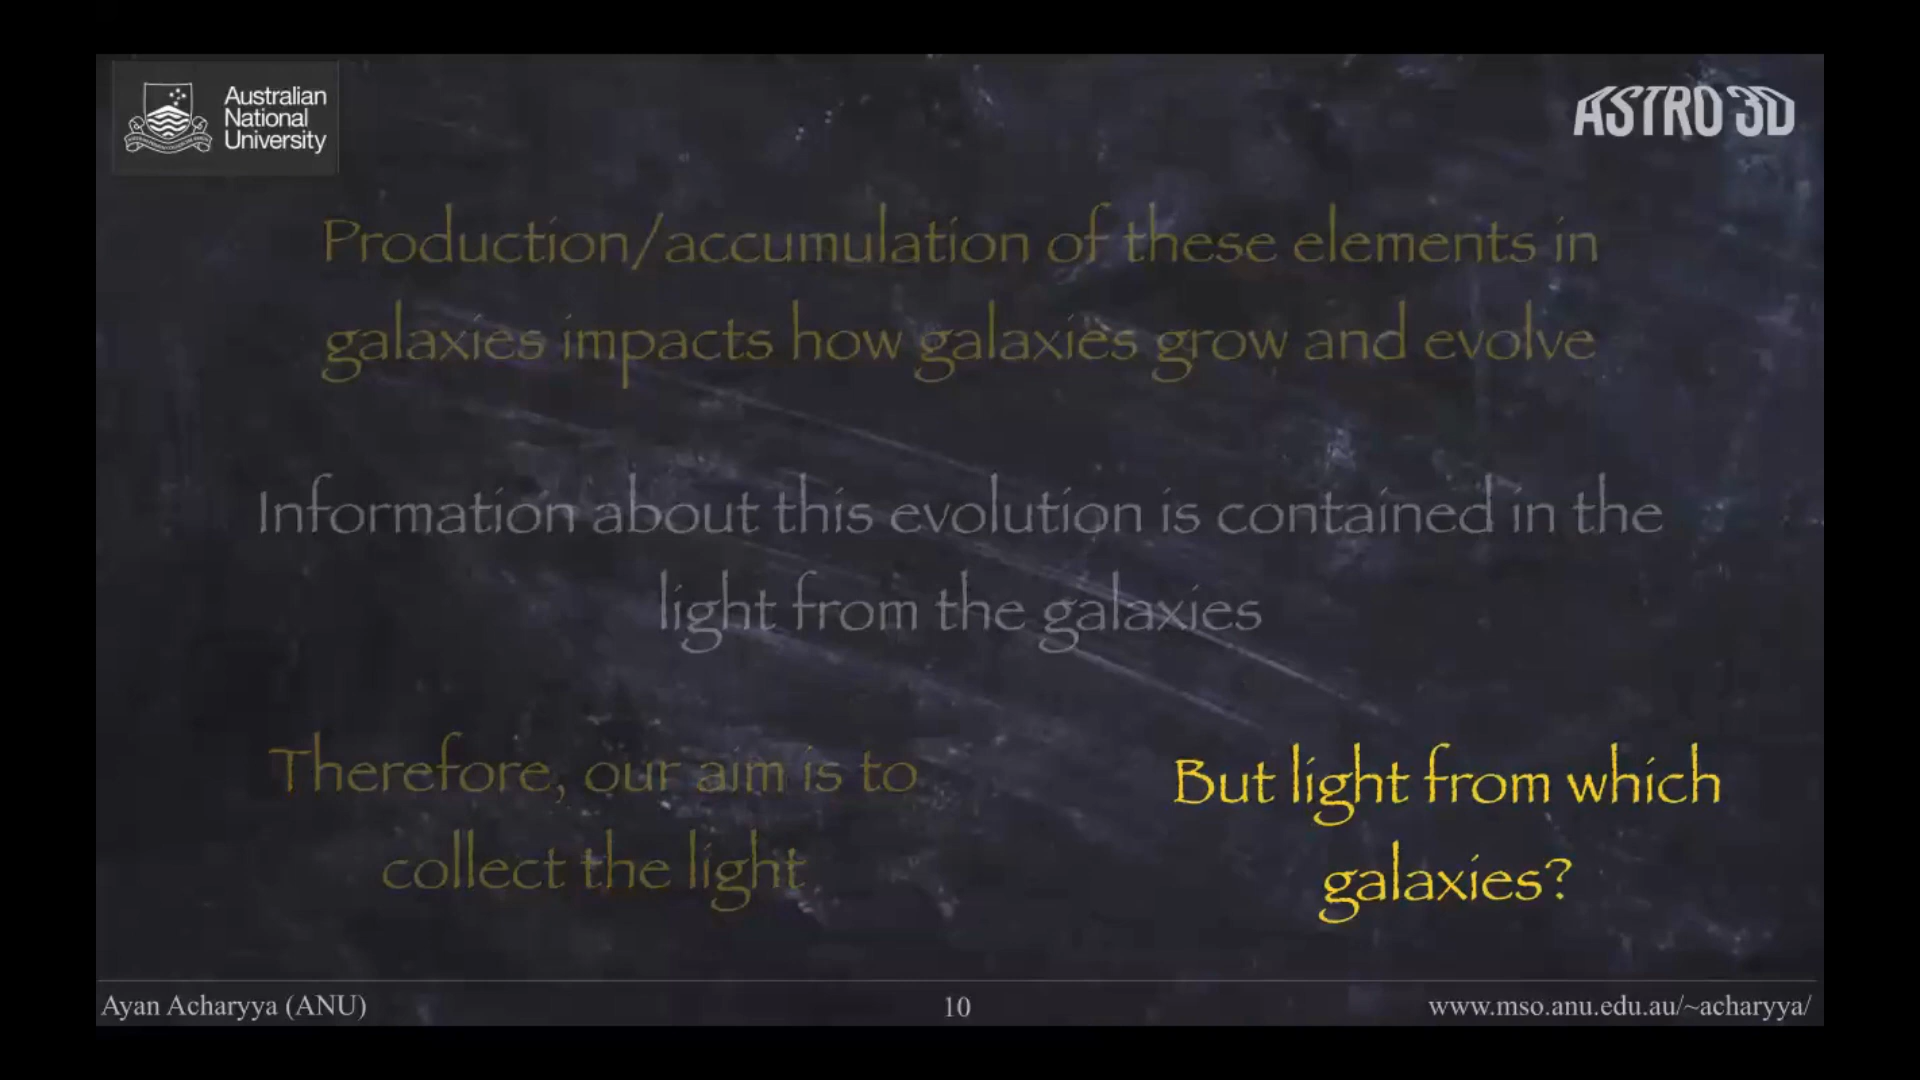 Australian
National
University
ASTRO 3D
Production/accumulation of these elements in
galaxies impacts how galaxies grow and evolve
Information about this evolution is contained in the
light from the galaxies
Therefore, our aim is to
collect the light
But light from which
galaxies?
Ayan Acharyya (ANU)
10
www.mso.anu.edu.au/~acharyya/